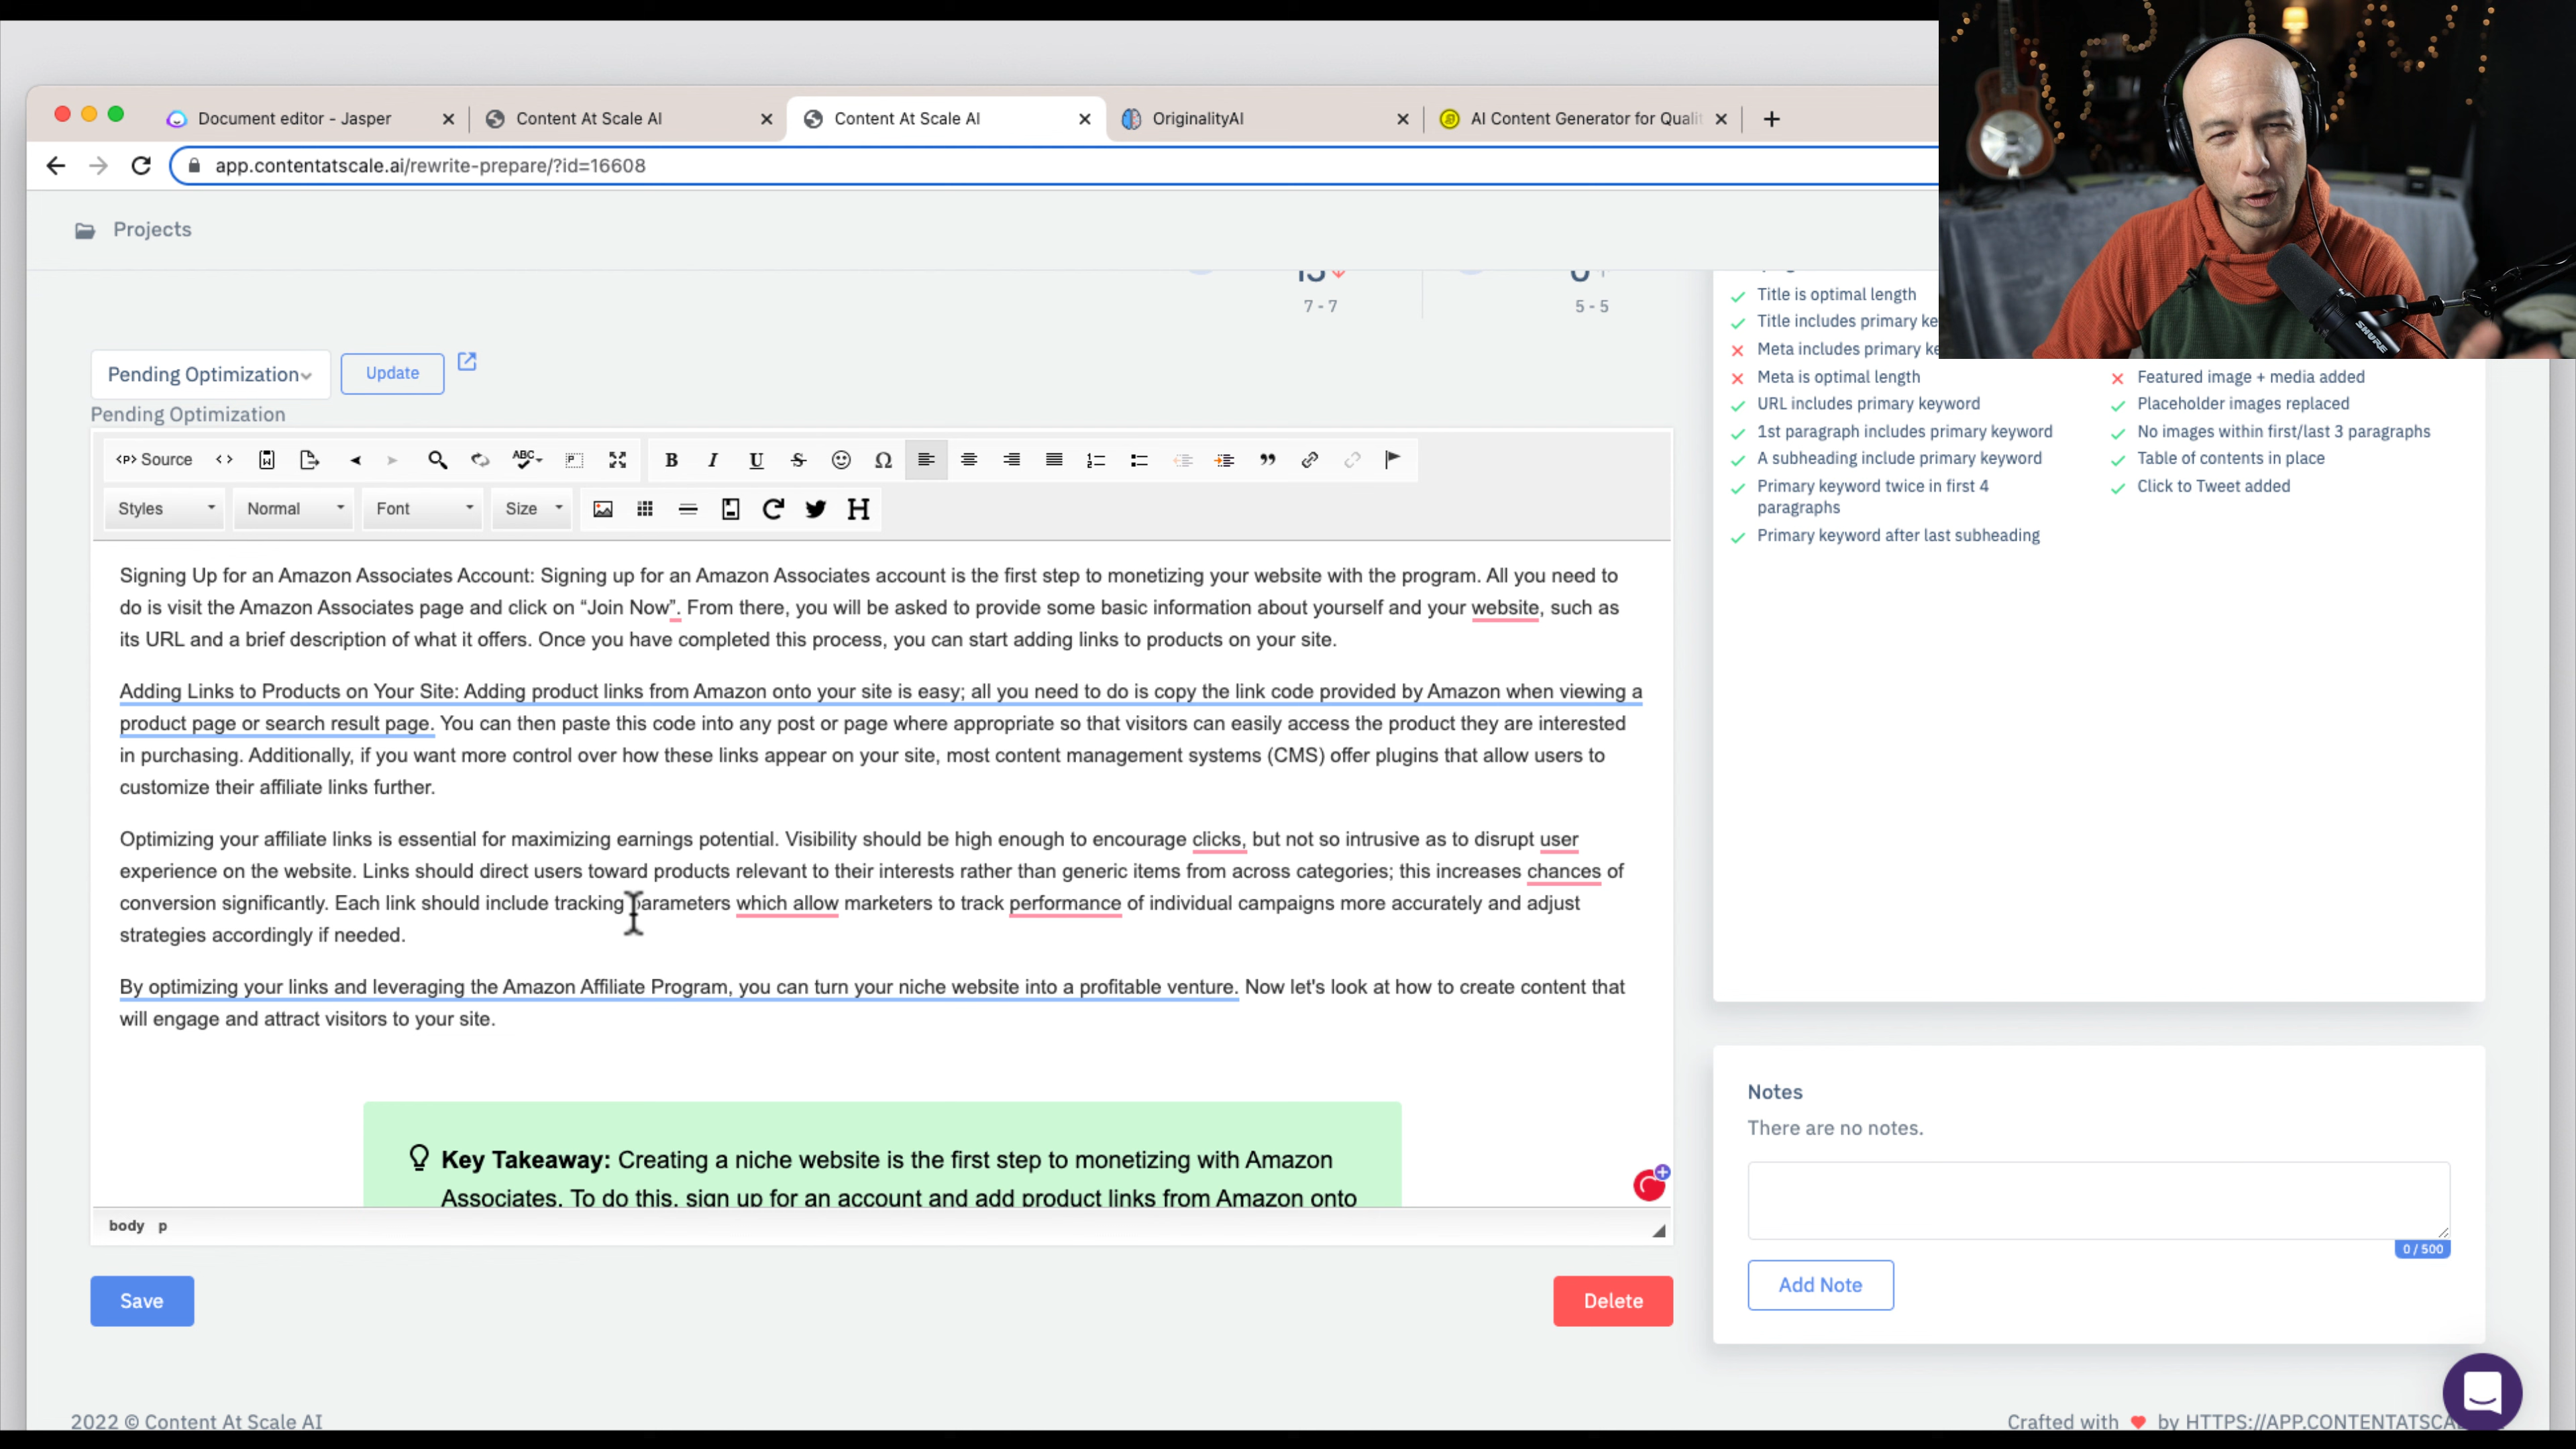 Document editor - Jasper
Content At Scale AI
Content At Scale AI
OriginalityAI
AI Content Generator for Qualit
app.contentatscale.ai/rewrite-prepare/?id=16608
Projects
7 - 7
5 - 5
Title is optimal length
Title includes primary ke
Meta includes primary ke
Meta is optimal length
URL includes primary keyword
1st paragraph includes primary keyword
A subheading include primary keyword
Primary keyword twice in first 4
paragraphs
Primary keyword after last subheading
Featured image + media added
Placeholder images replaced
No images within first/last 3 paragraphs
Table of contents in place
Click to Tweet added
SHURE
Pending Optimization
Update
Pending Optimization
Source
ABC
B I U S Ω
Styles Normal Font Size H
Signing Up for an Amazon Associates Account: Signing up for an Amazon Associates account is the first step to monetizing your website with the program. All you need to
do is visit the Amazon Associates page and click on “Join Now”. From there, you will be asked to provide some basic information about yourself and your website, such as
its URL and a brief description of what it offers. Once you have completed this process, you can start adding links to products on your site.
Adding Links to Products on Your Site: Adding product links from Amazon onto your site is easy; all you need to do is copy the link code provided by Amazon when viewing a
product page or search result page. You can then paste this code into any post or page where appropriate so that visitors can easily access the product they are interested
in purchasing. Additionally, if you want more control over how these links appear on your site, most content management systems (CMS) offer plugins that allow users to
customize their affiliate links further.
Optimizing your affiliate links is essential for maximizing earnings potential. Visibility should be high enough to encourage clicks, but not so intrusive as to disrupt user
experience on the website. Links should direct users toward products relevant to their interests rather than generic items from across categories; this increases chances of
conversion significantly. Each link should include tracking parameters which allow marketers to track performance of individual campaigns more accurately and adjust
strategies accordingly if needed.
By optimizing your links and leveraging the Amazon Affiliate Program, you can turn your niche website into a profitable venture. Now let's look at how to create content that
will engage and attract visitors to your site.
Key Takeaway: Creating a niche website is the first step to monetizing with Amazon
Associates. To do this, sign up for an account and add product links from Amazon onto
body p
Save
Delete
Notes
There are no notes.
0 / 500
Add Note
2022 © Content At Scale AI
Crafted with ♥ by HTTPS://APP.CONTENTATSCA